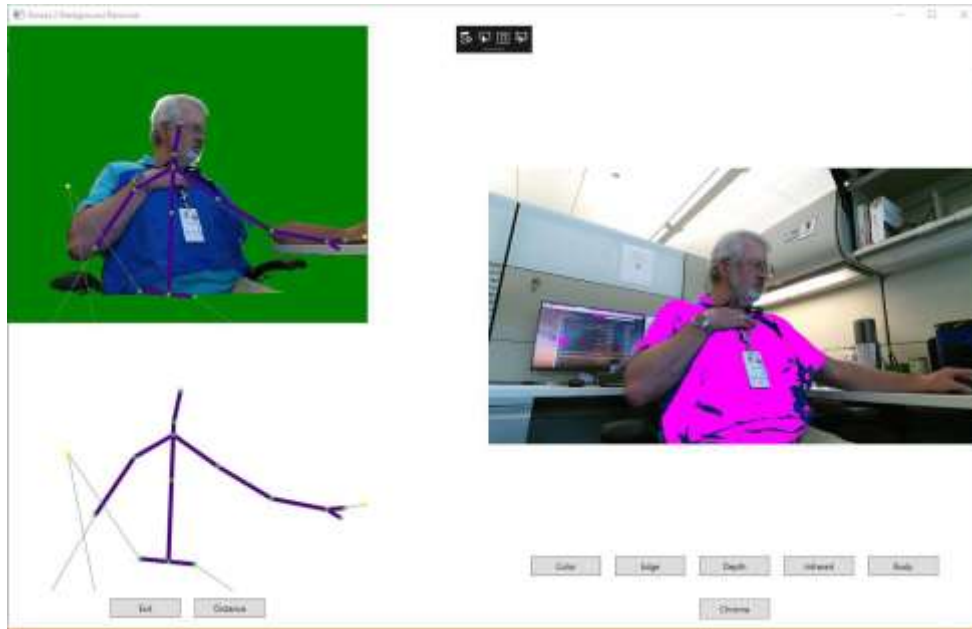 Kinect 2 Background Removal
Color
Edge
Depth
Infrared
Body
Exit
Distance
Chroma